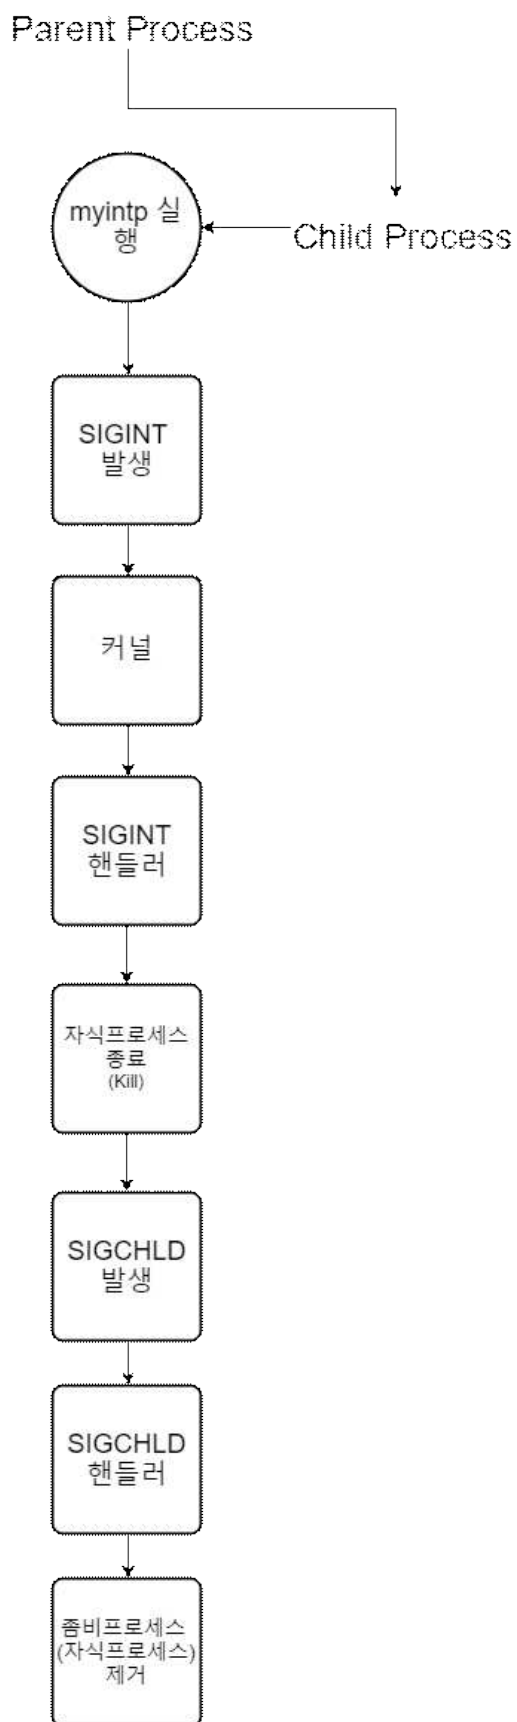 Parent Process
myintp 실
행
Child Process
SIGINT
발생
커널
SIGINT
핸들러
자식프로세스
종료
(Kill)
SIGCHLD
발생
SIGCHLD
핸들러
좀비프로세스
(자식프로세스)
제거